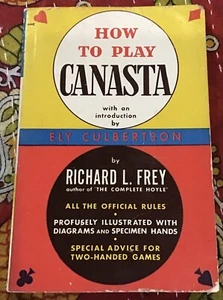 HOW
TO PLAY
CANASTA
with an
introduction
by
ELY CULBERTSON
by
RICHARD L. FREY
author of 'THE COMPLETE HOYLE'
ALL THE OFFICIAL RULES •
• PROFUSELY ILLUSTRATED WITH
DIAGRAMS AND SPECIMEN HANDS •
• SPECIAL ADVICE FOR
TWO-HANDED GAMES